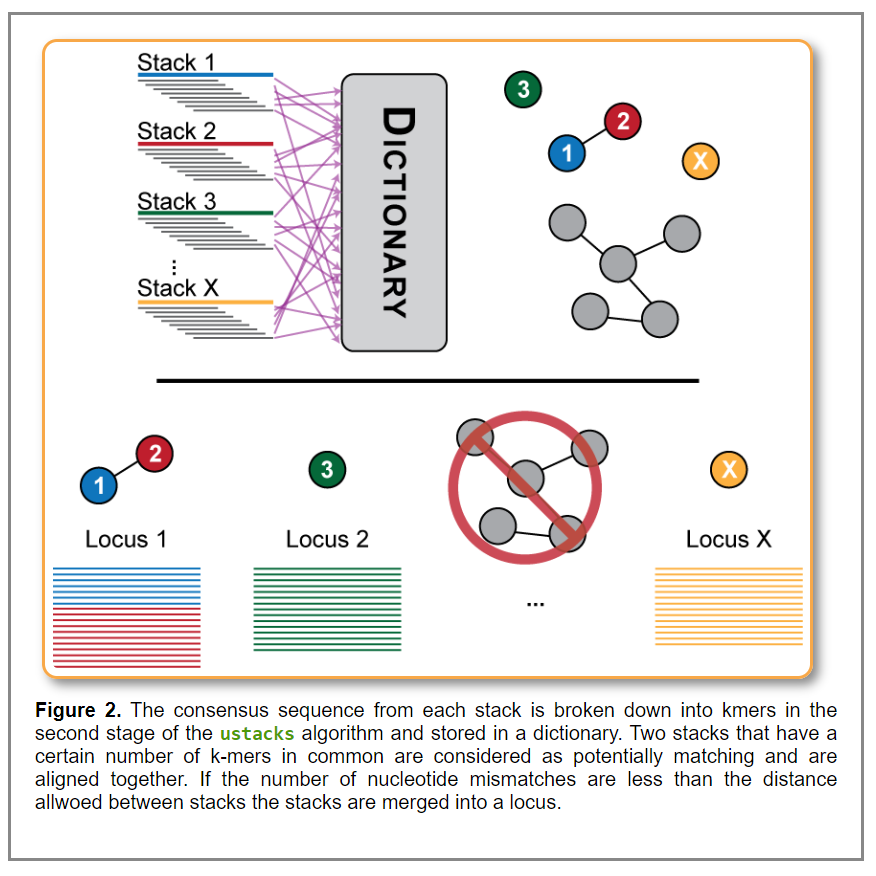 Stack 1
Stack 2
Stack 3
...
Stack X
DICTIONARY
3
2
1
X
2
1
3
X
Locus 1
Locus 2
...
Locus X
Figure 2. The consensus sequence from each stack is broken down into kmers in the
second stage of the ustacks algorithm and stored in a dictionary. Two stacks that have a
certain number of k-mers in common are considered as potentially matching and are
aligned together. If the number of nucleotide mismatches are less than the distance
allwoed between stacks the stacks are merged into a locus.